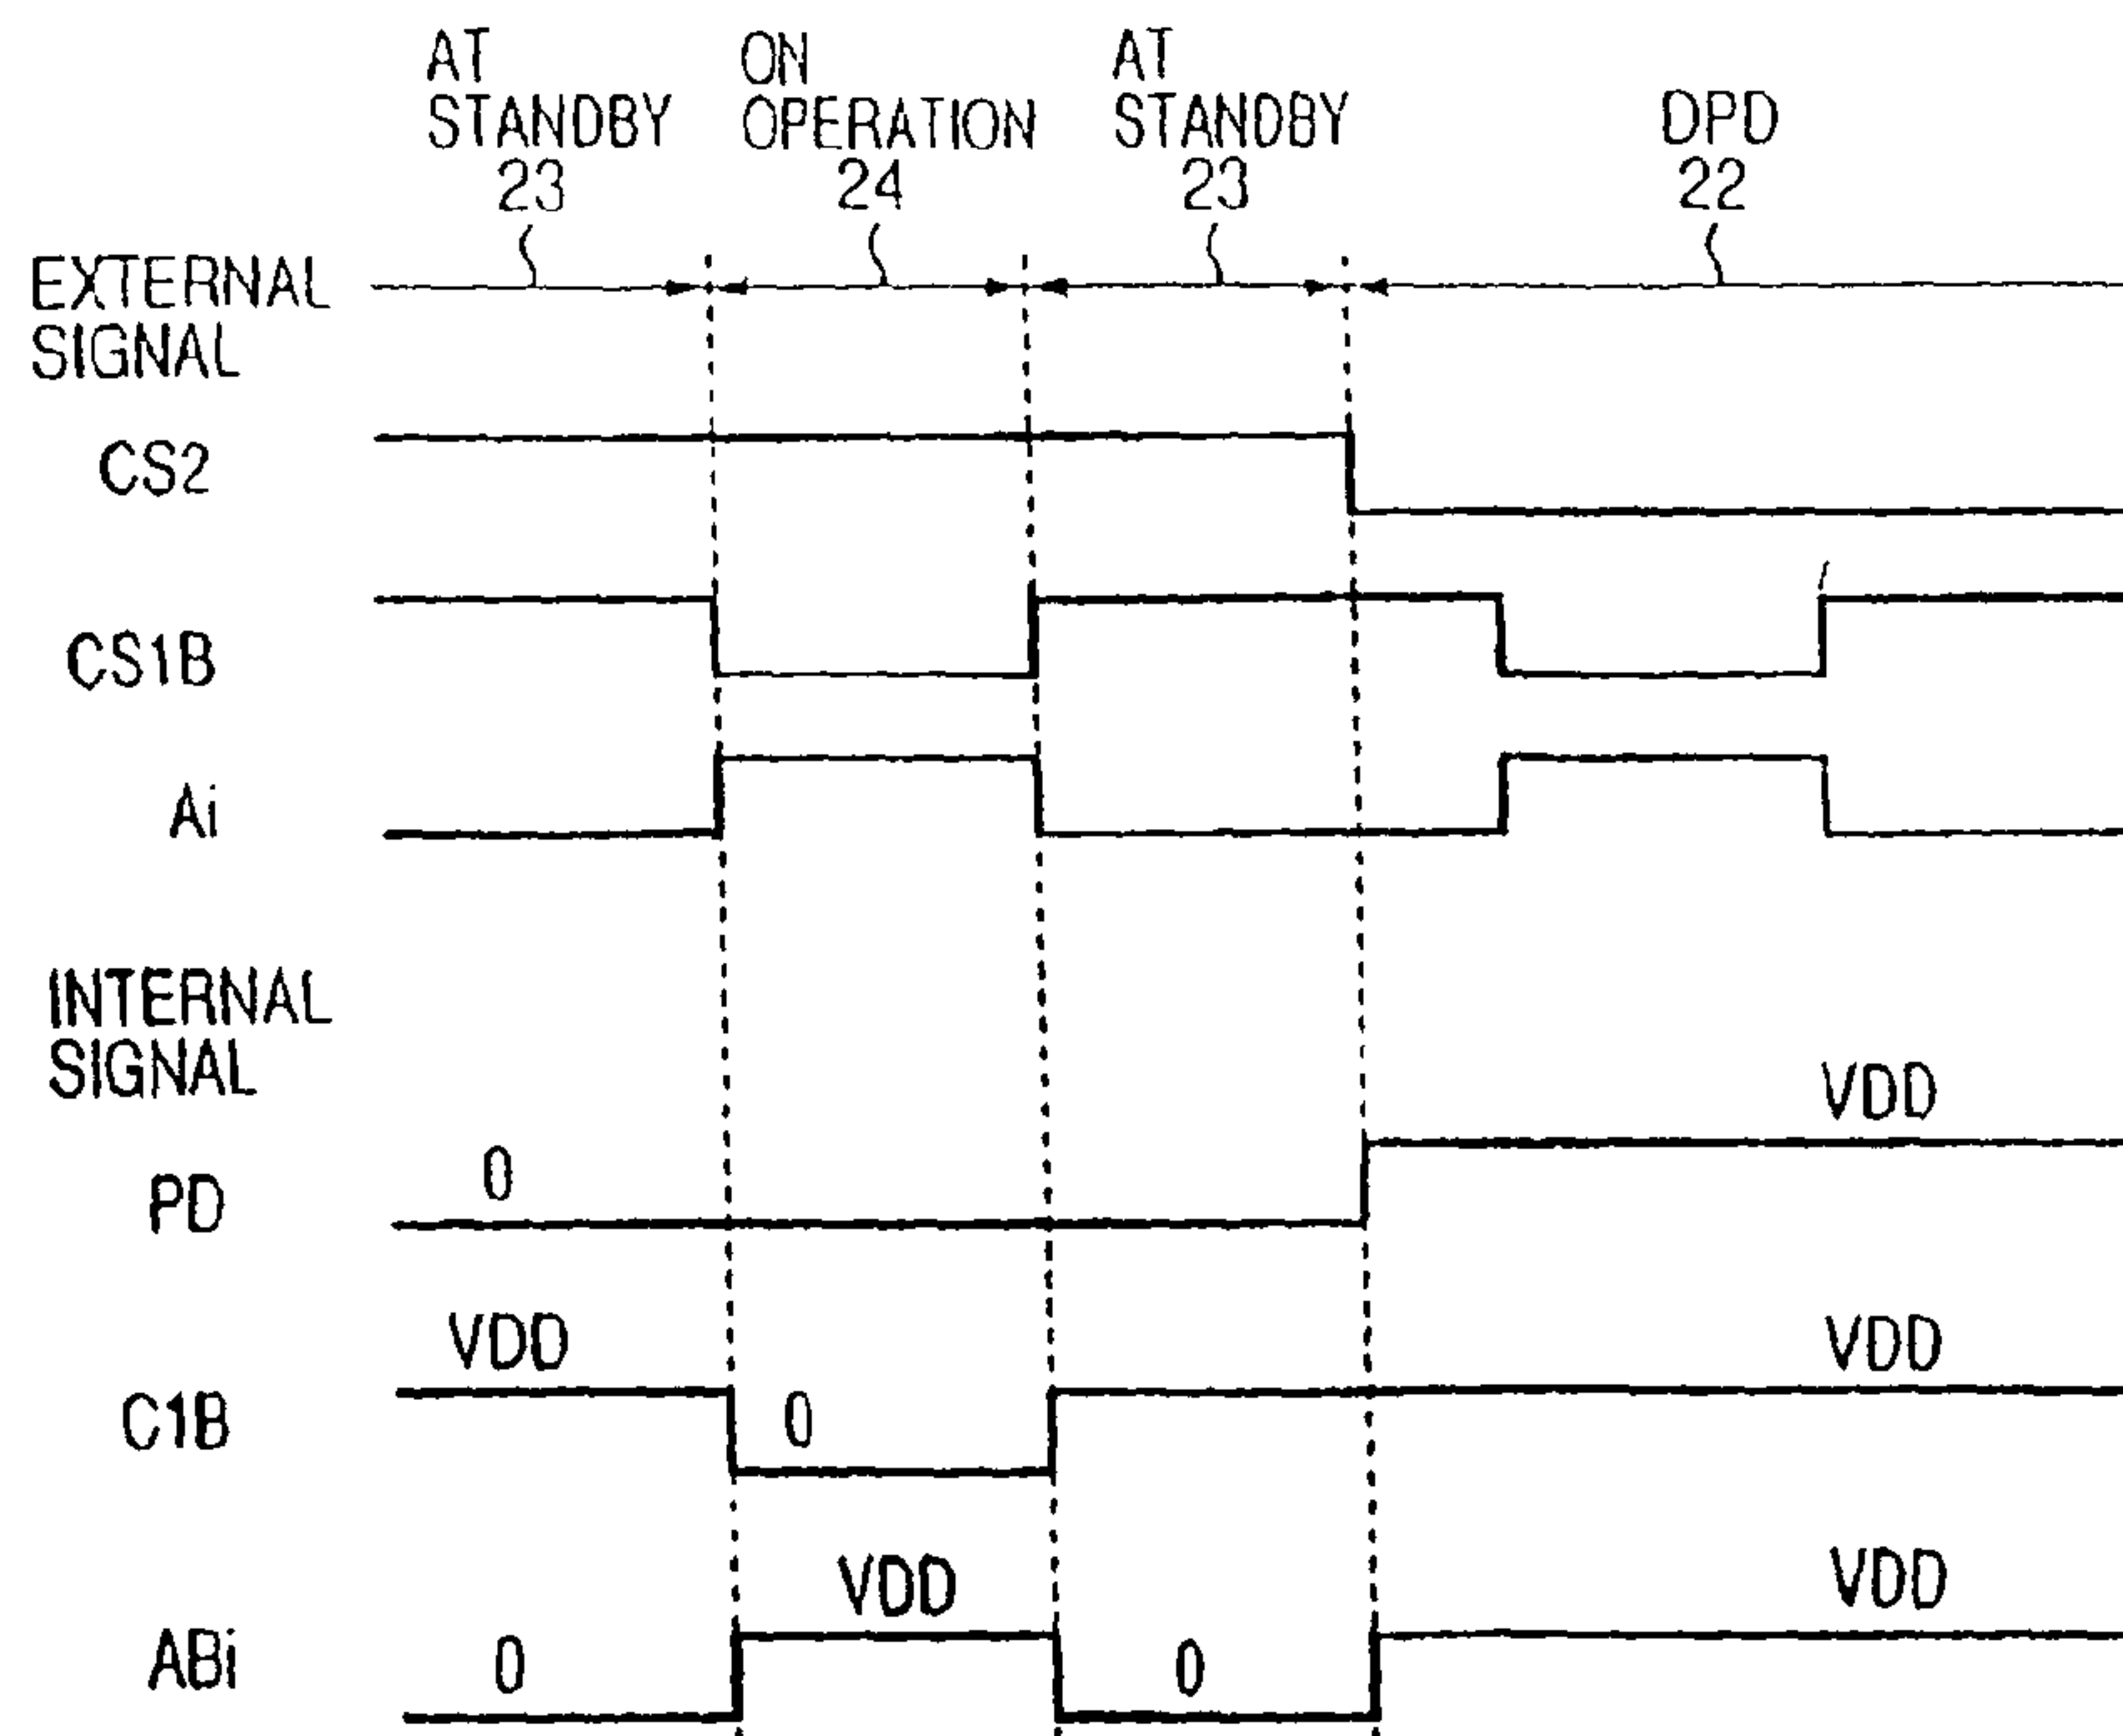 AT
STANDBY
23
ON
OPERATION
24
AT
STANDBY
23
DPD
22
EXTERNAL
SIGNAL
CS2
CS1B
Ai
INTERNAL
SIGNAL
PD
0
VDD
C1B
VDD
0
VDD
ABi
0
VDD
0
VDD